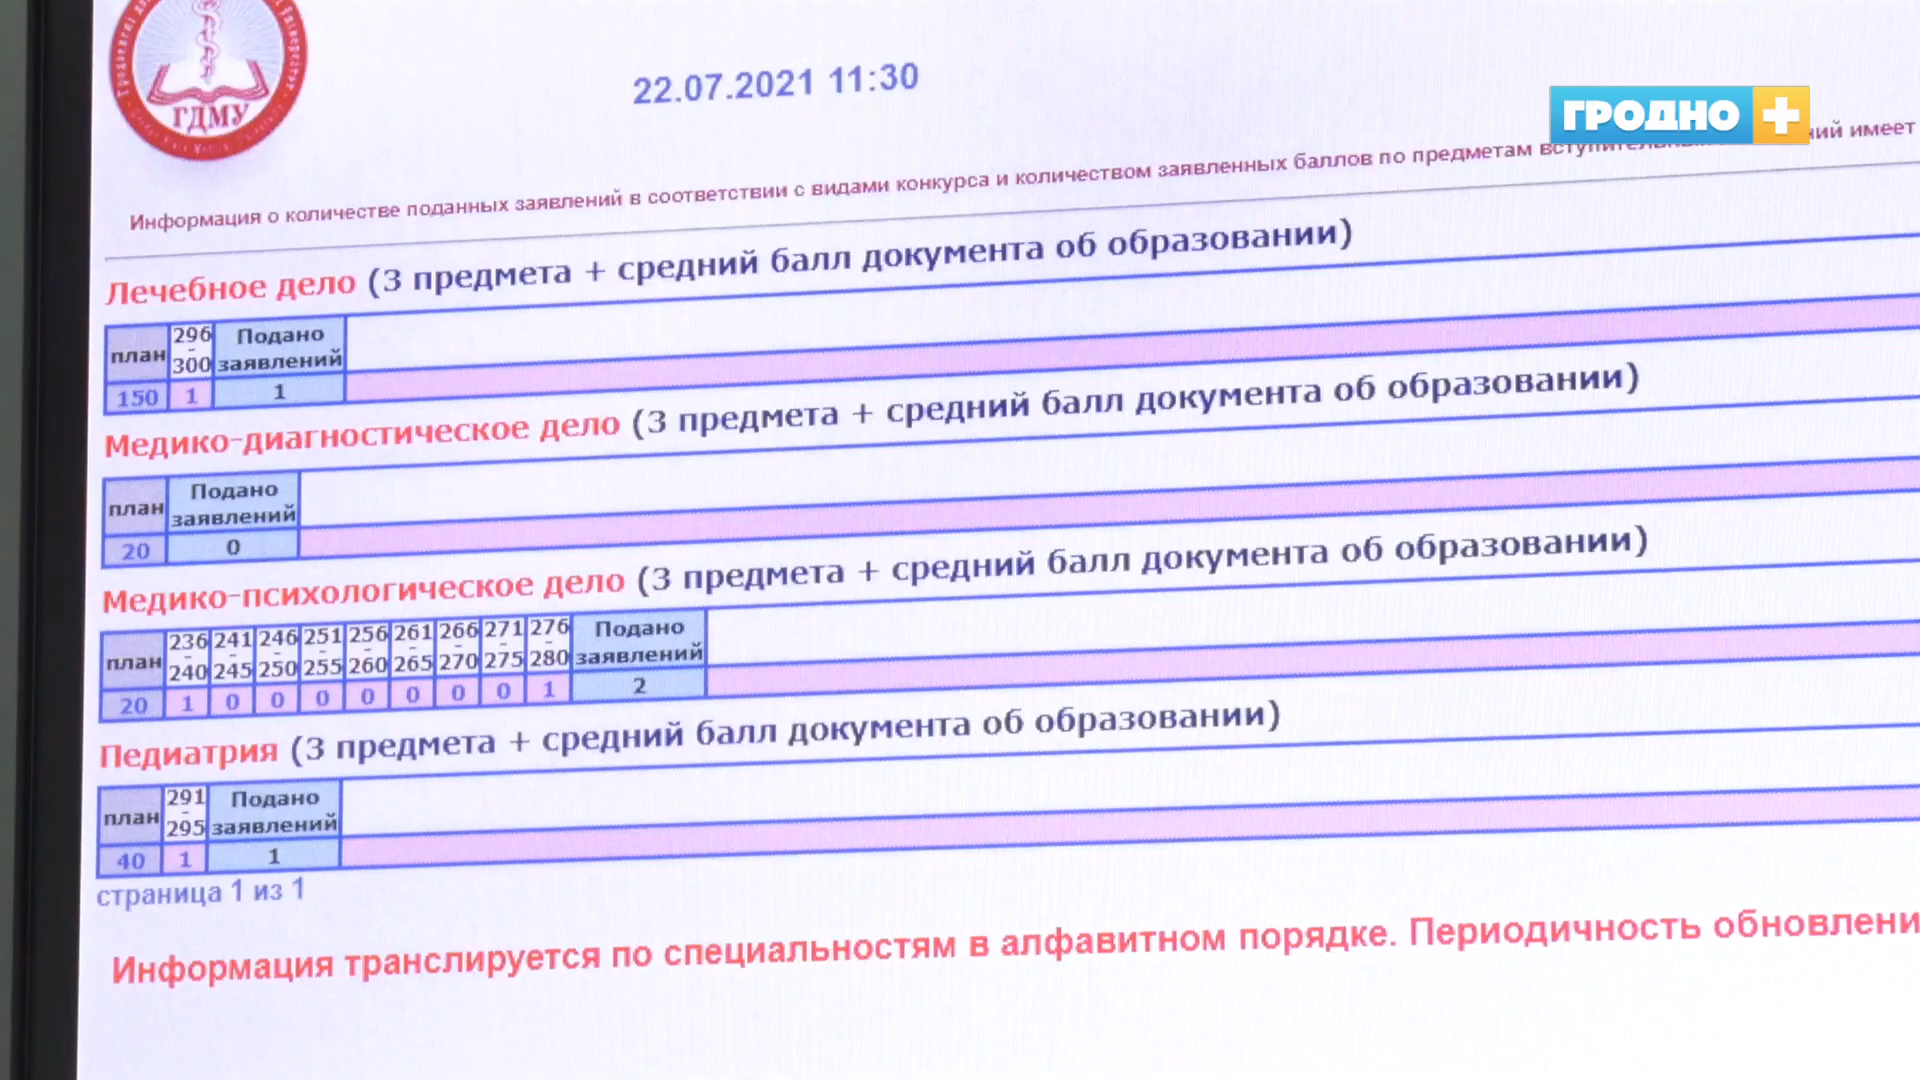 ГДМУ
22.07.2021 11:30
ГРОДНО +
Информация о количестве поданных заявлений в соответствии с видами конкурса и количеством заявленных баллов по предметам имеет
Лечебное дело (3 предмета + средний балл документа об образовании)
план 296 - 300 Подано заявлений
150 1 1
Медико-диагностическое дело (3 предмета + средний балл документа об образовании)
план Подано заявлений
20 0
Медико-психологическое дело (3 предмета + средний балл документа об образовании)
план 236 - 240 241 - 245 246 - 250 251 - 255 256 - 260 261 - 265 266 - 270 271 - 275 276 - 280 Подано заявлений
20 1 0 0 0 0 0 0 0 1 2
Педиатрия (3 предмета + средний балл документа об образовании)
план 291 - 295 Подано заявлений
40 1 1
страница 1 из 1
Информация транслируется по специальностям в алфавитном порядке. Периодичность обновлени